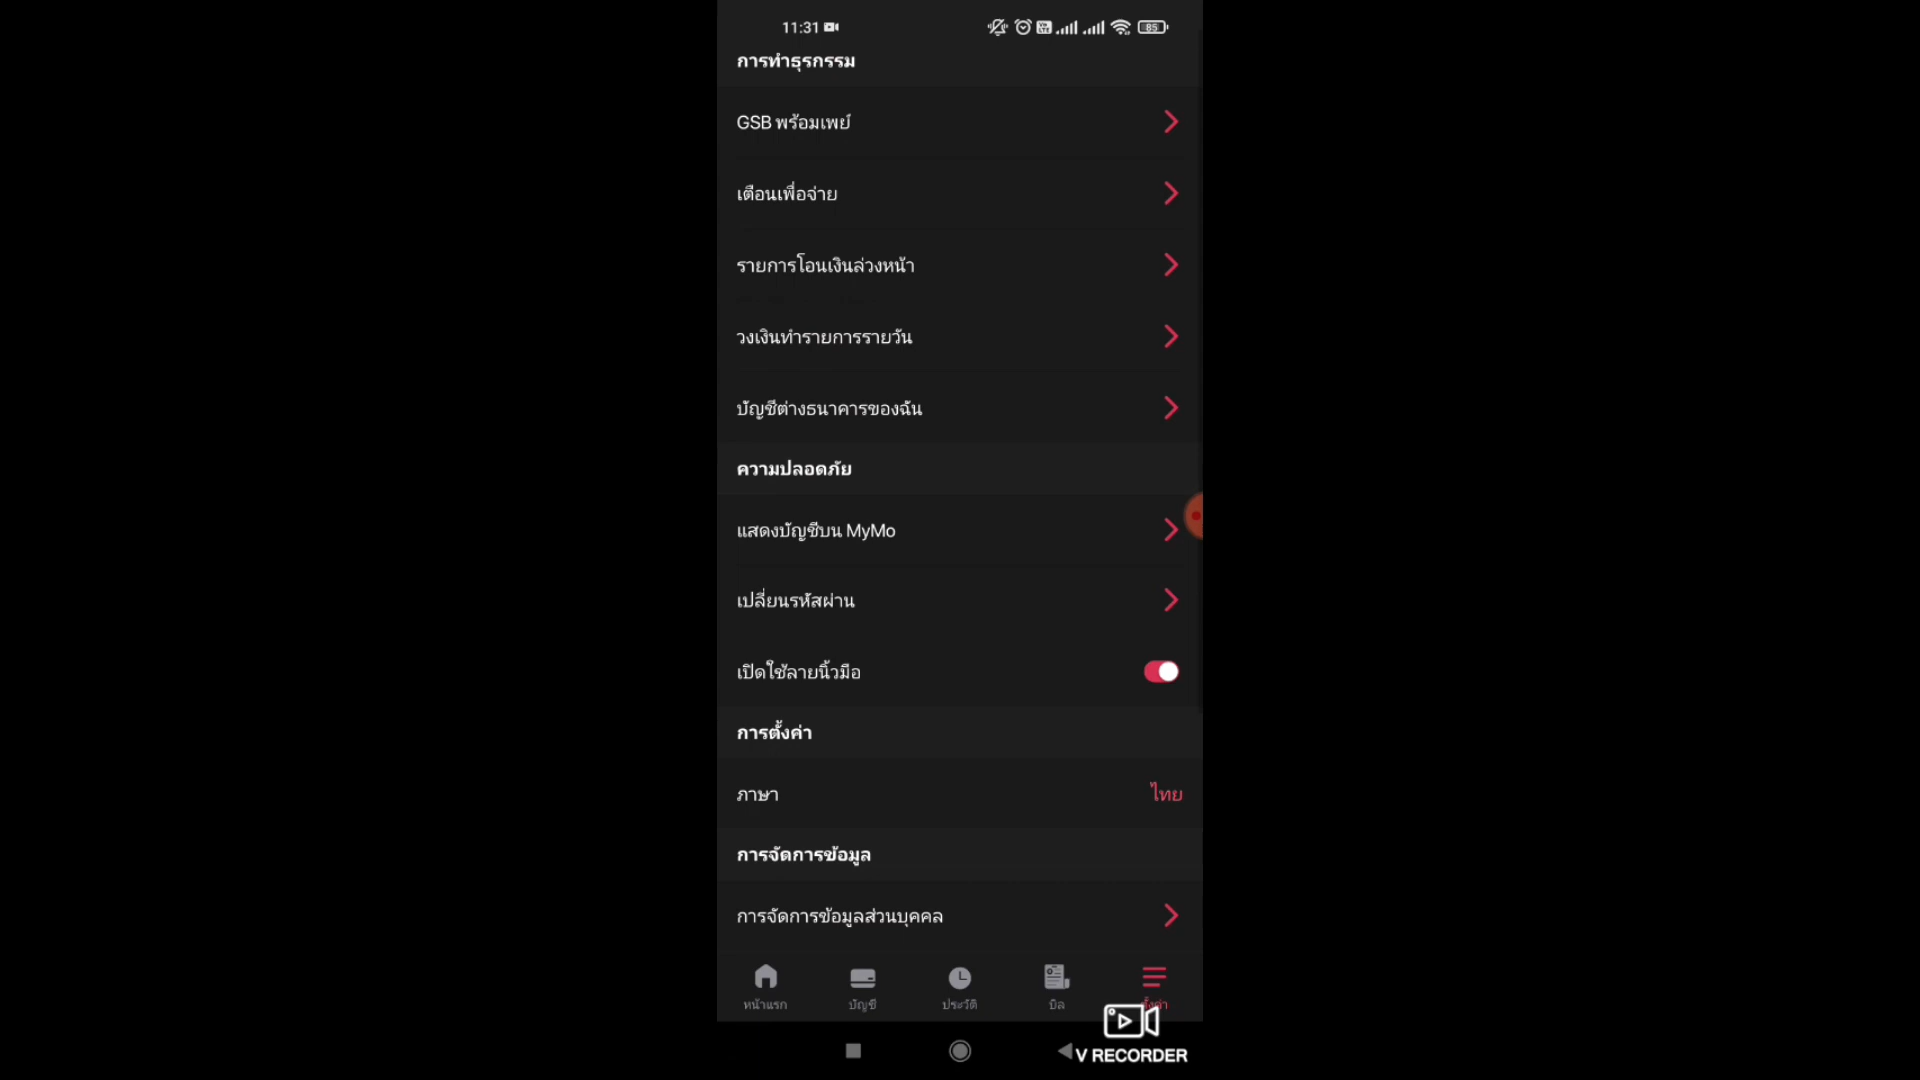 11:31
85
การทำธุรกรรม
GSB พร้อมเพย์
เตือนเพื่อจ่าย
รายการโอนเงินล่วงหน้า
วงเงินทำรายการรายวัน
บัญชีต่างธนาคารของฉัน
ความปลอดภัย
แสดงบัญชีบน MyMo
เปลี่ยนรหัสผ่าน
เปิดใช้ลายนิ้วมือ
การตั้งค่า
ภาษา ไทย
การจัดการข้อมูล
การจัดการข้อมูลส่วนบุคคล
หน้าแรก บัญชี ประวัติ บิล
V RECORDER